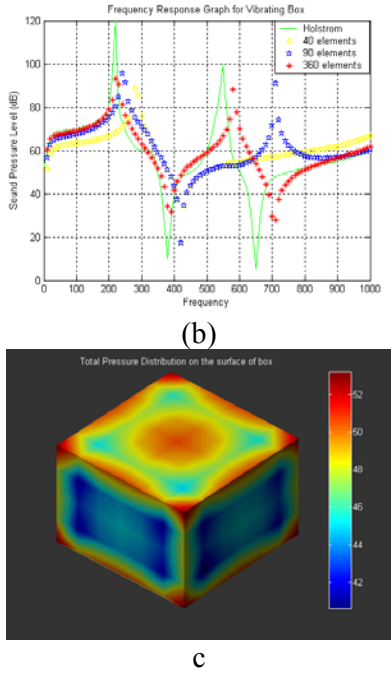 Frequency Response Graph for Vibrating Box
120
100
80
60
40
20
0
Sound Pressure Level (dB)
Holstrom
40 elements
90 elements
360 elements
0 100 200 300 400 500 600 700 800 900 1000
Frequency
(b)
Total Pressure Distribution on the surface of box
52
50
48
46
44
42
c